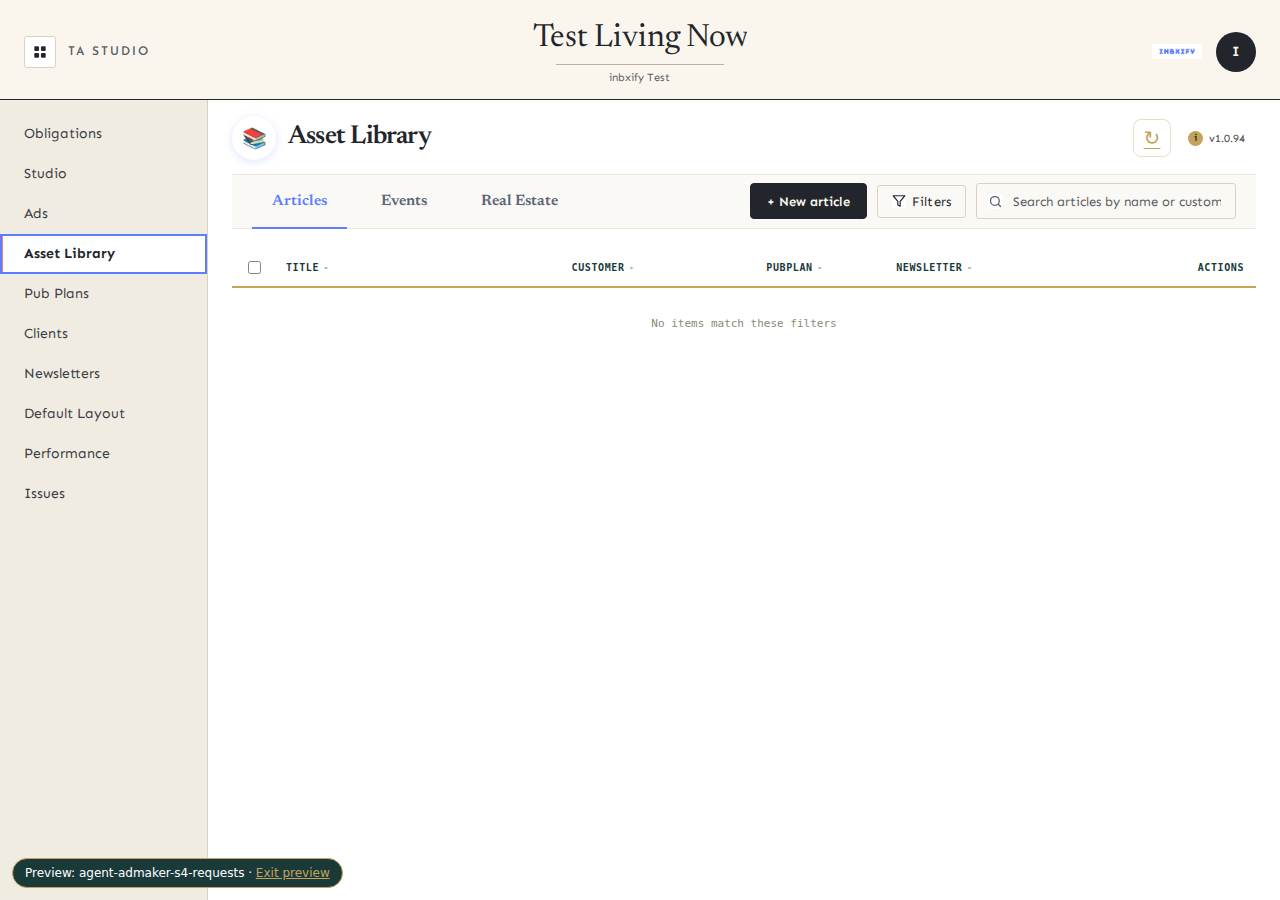 TA STUDIO
Test Living Now
inbxify Test
INBXIFY
I
Obligations
Studio
Ads
Asset Library
Pub Plans
Clients
Newsletters
Default Layout
Performance
Issues
Asset Library
↻
i v1.0.94
Articles Events Real Estate
+ New article
Filters
Search articles by name or custom
TITLE - CUSTOMER - PUBPLAN - NEWSLETTER - ACTIONS
No items match these filters
Preview: agent-admaker-s4-requests · Exit preview